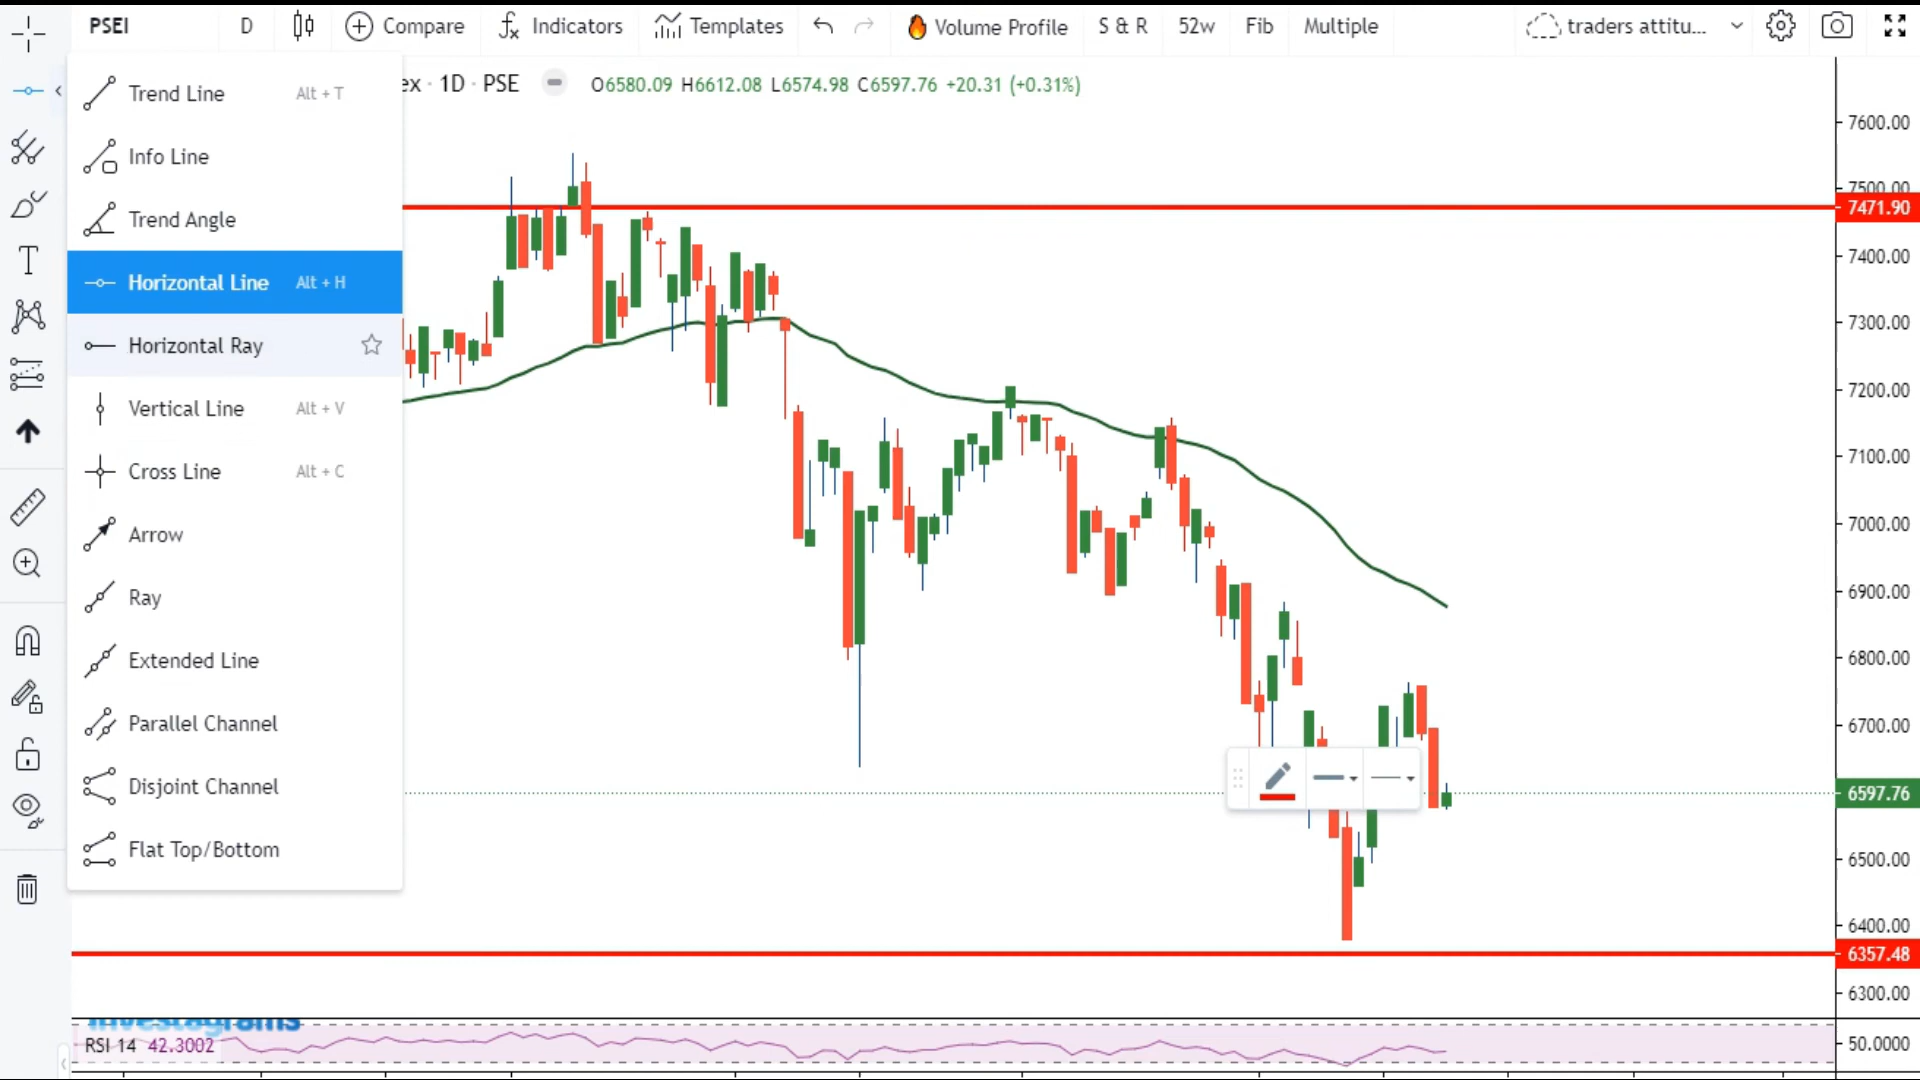 PSEI D Compare Indicators Templates Volume Profile S & R 52w Fib Multiple traders attitu...
ex · 1D · PSE O6580.09 H6612.08 L6574.98 C6597.76 +20.31 (+0.31%)
Trend Line Alt + T
Info Line
Trend Angle
Horizontal Line Alt + H
Horizontal Ray
Vertical Line Alt + V
Cross Line Alt + C
Arrow
Ray
Extended Line
Parallel Channel
Disjoint Channel
Flat Top/Bottom
7600.00
7500.00
7471.90
7400.00
7300.00
7200.00
7100.00
7000.00
6900.00
6800.00
6700.00
6597.76
6500.00
6400.00
6357.48
6300.00
Investagrams
RSI 14 42.3002
50.0000